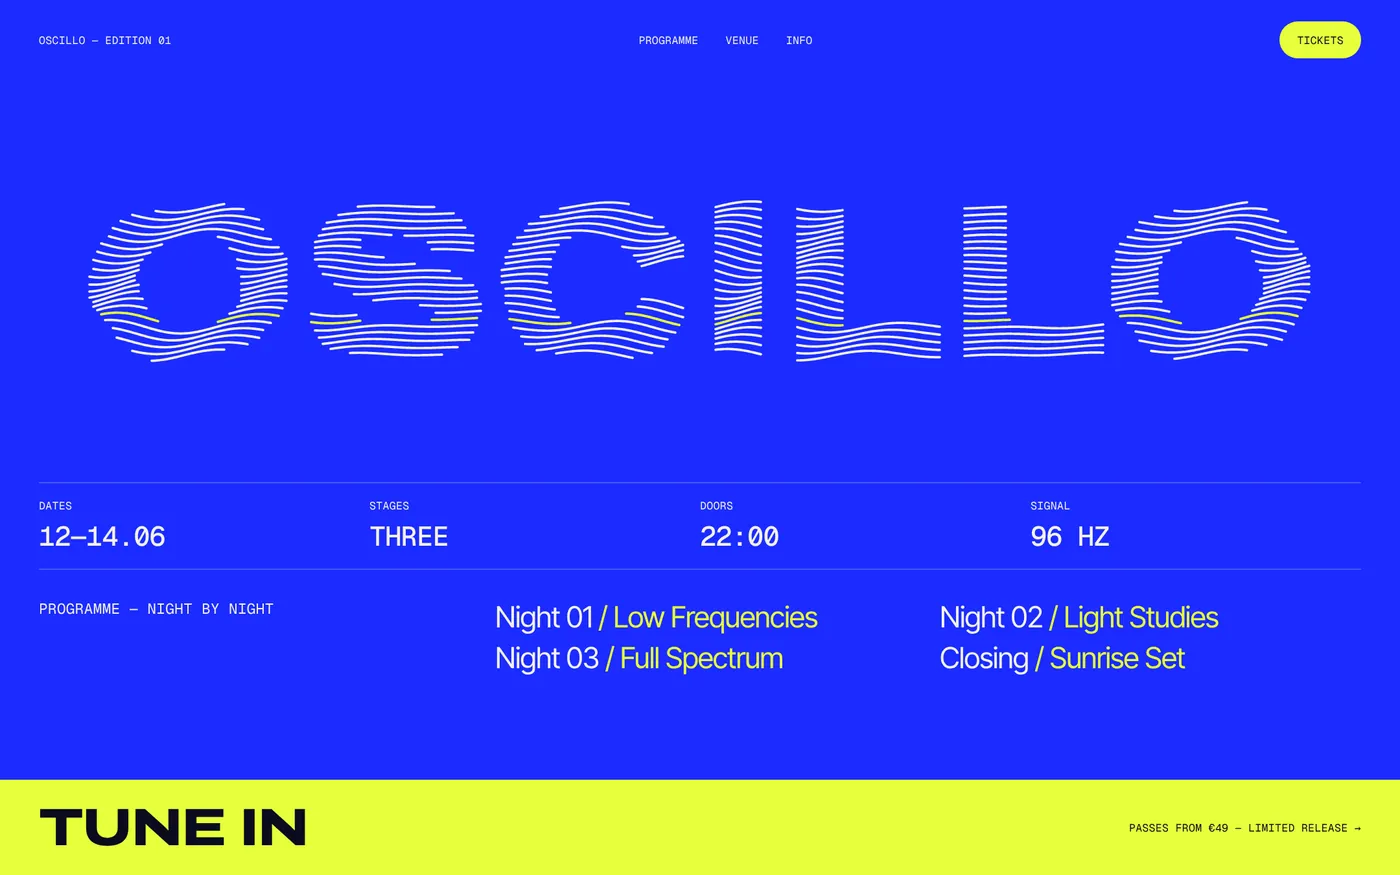 OSCILLO — EDITION 01
PROGRAMME VENUE INFO
TICKETS
OSCILLO
DATES STAGES DOORS SIGNAL
12—14.06 THREE 22:00 96 HZ
PROGRAMME — NIGHT BY NIGHT
Night 01 / Low Frequencies
Night 02 / Light Studies
Night 03 / Full Spectrum
Closing / Sunrise Set
TUNE IN
PASSES FROM €49 — LIMITED RELEASE →